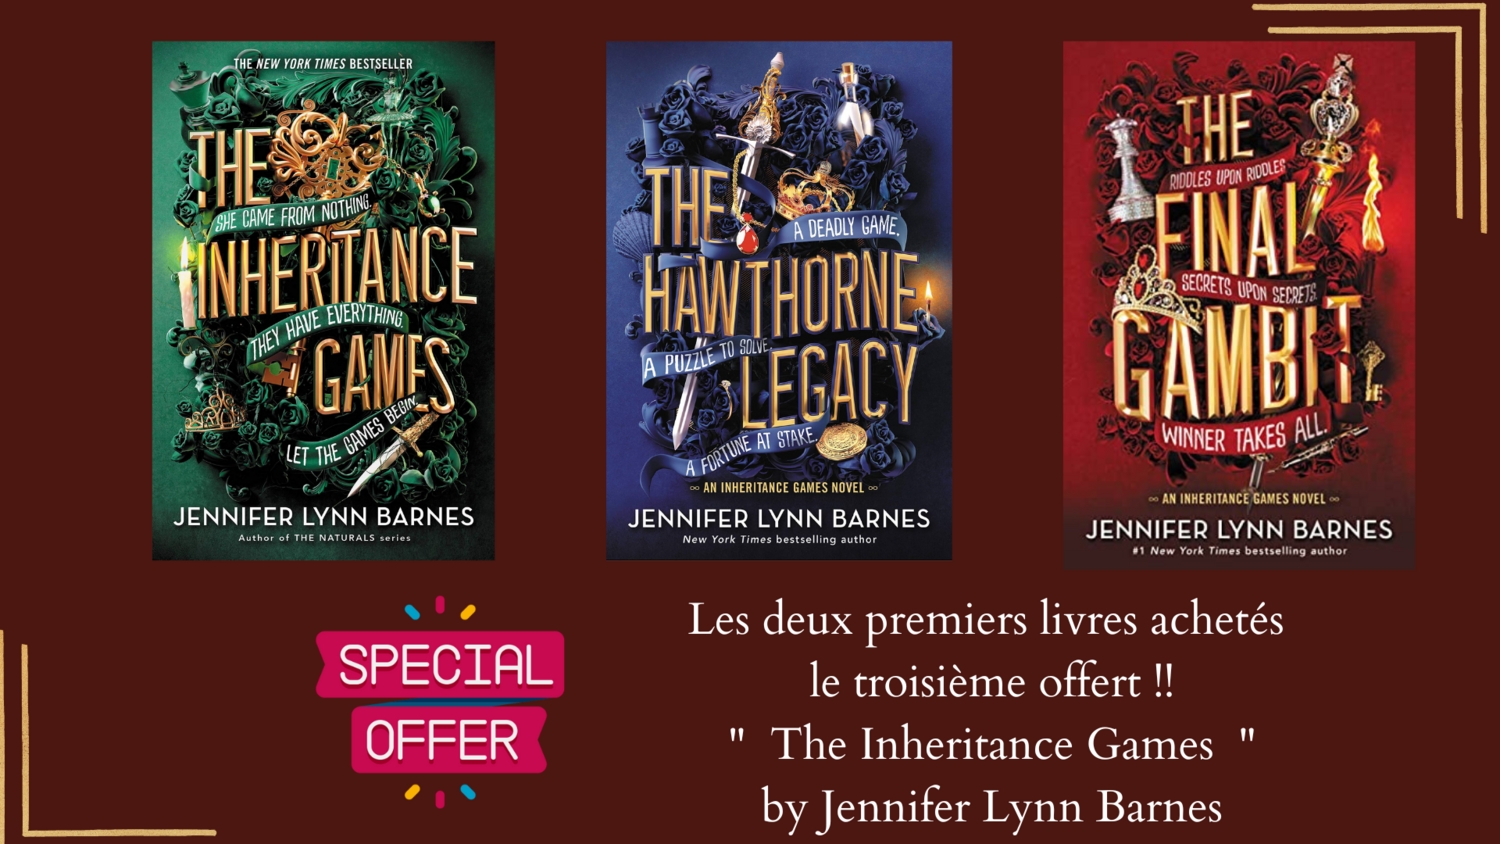 THE NEW YORK TIMES BESTSELLER
THE
SHE CAME FROM NOTHING.
INHERITANCE
THEY HAVE EVERYTHING.
GAMES
LET THE GAMES BEGIN.
JENNIFER LYNN BARNES
Author of THE NATURALS series
THE
A DEADLY GAME.
HAWTHORNE
A PUZZLE TO SOLVE.
LEGACY
A FORTUNE AT STAKE.
AN INHERITANCE GAMES NOVEL
JENNIFER LYNN BARNES
New York Times bestselling author
THE
RIDDLES UPON RIDDLES
FINAL
SECRETS UPON SECRETS.
GAMBIT
WINNER TAKES ALL.
AN INHERITANCE GAMES NOVEL
JENNIFER LYNN BARNES
#1 New York Times bestselling author
SPECIAL
OFFER
Les deux premiers livres achetés
le troisième offert !!
" The Inheritance Games "
by Jennifer Lynn Barnes